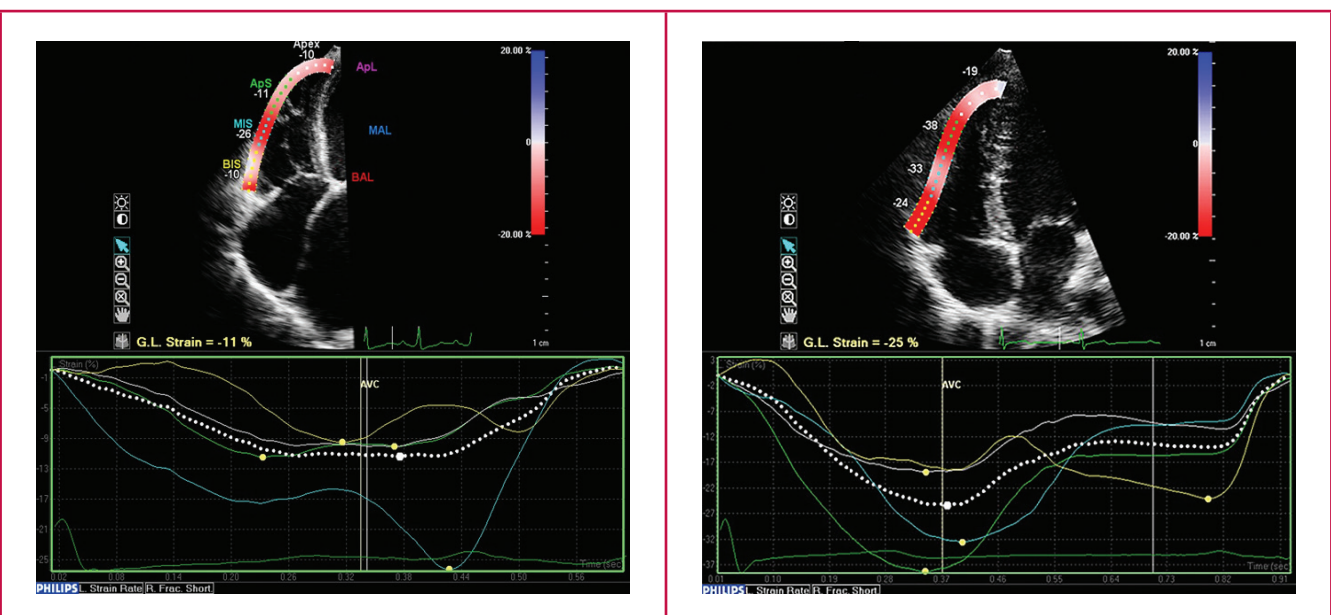 Apex
-10
20.00 %
ApL
ApS
-11
MIS
-26
MAL
0
BIS
-10
BAL
-20.00 %
G.L. Strain = -11 %
1 cm
Strain (%)
AVC
-1
-5
-9
-13
-17
-21
-25
Time (sec
0.02 0.08 0.14 0.20 0.26 0.32 0.38 0.44 0.50 0.56
PHILIPS L. Strain Rate R. Frac. Short.
20.00 %
-19
-38
0
-33
-24
-20.00 %
G.L. Strain = -25 %
1 cm
3
Strain (%)
AVC
-2
-7
-12
-17
-22
-27
-32
-37
Time (sec
0.01 0.10 0.19 0.28 0.37 0.46 0.55 0.64 0.73 0.82 0.91
PHILIPS L. Strain Rate R. Frac. Short.